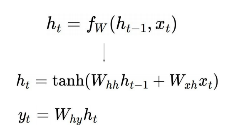 h_t = f_W(h_{t-1}, x_t)
h_t = tanh(W_{hh}h_{t-1} + W_{xh}x_t)
y_t = W_{hy}h_t